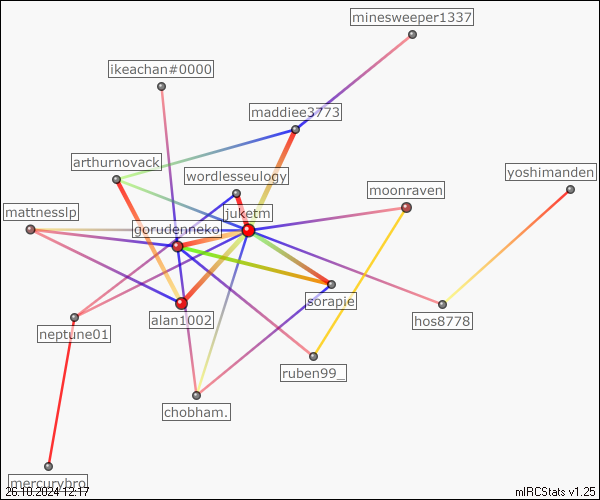 minesweeper1337
ikeachan#0000
maddiee3773
arthurnovack
wordlesseulogy
yoshimanden
moonraven
mattnesslp
juketm
gorudenneko
sorapie
alan1002
hos8778
neptune01
ruben99_
chobham.
mercurybro
26.10.2024 12:17
mIRCStats v1.25